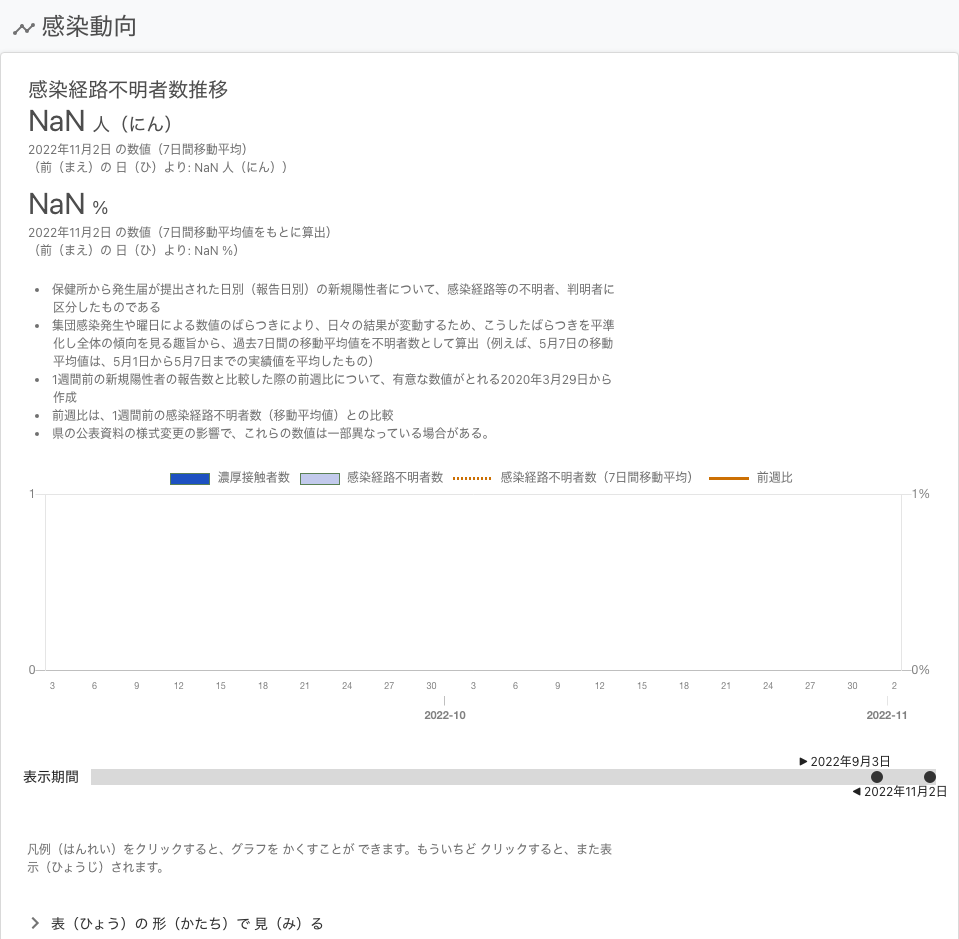 感染動向
感染経路不明者数推移
NaN 人（にん）
2022年11月2日 の数値（7日間移動平均）
（前（まえ）の 日（ひ）より: NaN 人（にん））
NaN %
2022年11月2日 の数値（7日間移動平均値をもとに算出）
（前（まえ）の 日（ひ）より: NaN %）
• 保健所から発生届が提出された日別（報告日別）の新規陽性者について、感染経路等の不明者、判明者に
区分したものである
• 集団感染発生や曜日による数値のばらつきにより、日々の結果が変動するため、こうしたばらつきを平準
化し全体の傾向を見る趣旨から、過去7日間の移動平均値を不明者数として算出（例えば、5月7日の移動
平均値は、5月1日から5月7日までの実績値を平均したもの）
• 1週間前の新規陽性者の報告数と比較した際の前週比について、有意な数値がとれる2020年3月29日から
作成
• 前週比は、1週間前の感染経路不明者数（移動平均値）との比較
• 県の公表資料の様式変更の影響で、これらの数値は一部異なっている場合がある。
濃厚接触者数 感染経路不明者数 感染経路不明者数（7日間移動平均） 前週比
1 1%
0 0%
3 6 9 12 15 18 21 24 27 30 3 6 9 12 15 18 21 24 27 30 2
2022-10 2022-11
▶ 2022年9月3日
表示期間
◀ 2022年11月2日
凡例（はんれい）をクリックすると、グラフを かくすことが できます。もういちど クリックすると、また表
示（ひょうじ）されます。
表（ひょう）の 形（かたち）で 見（み）る